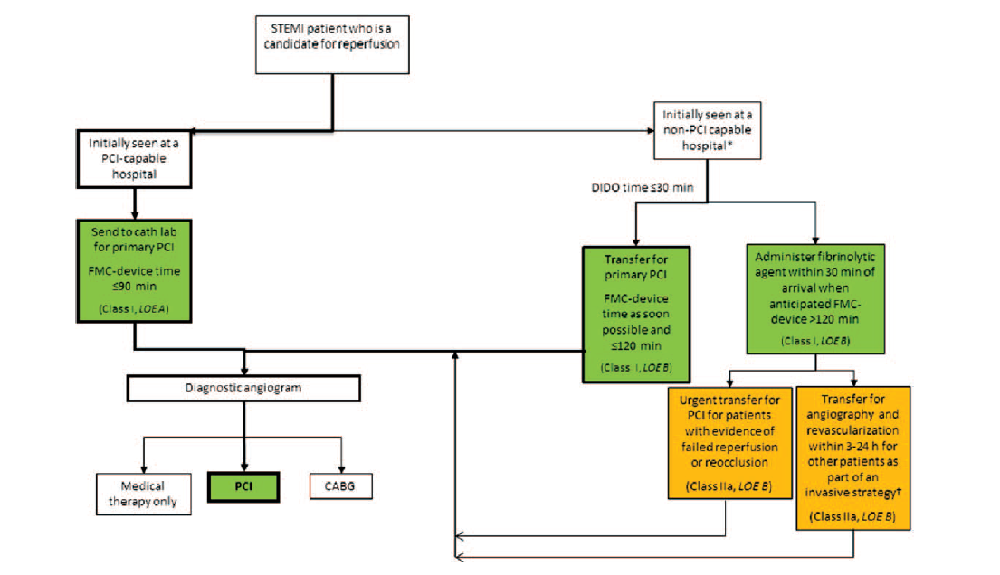 STEMI patient who is a
candidate for reperfusion
Initially seen at a
PCI-capable
hospital
Initially seen at a
non-PCI capable
hospital*
DIDO time ≤30 min
Send to cath lab
for primary PCI
FMC-device time
≤90 min
(Class I, LOE A)
Transfer for
primary PCI
FMC-device
time as soon
possible and
≤120 min
(Class I, LOE B)
Administer fibrinolytic
agent within 30 min of
arrival when
anticipated FMC-
device >120 min
(Class I, LOE B)
Diagnostic angiogram
Medical
therapy only
PCI
CABG
Urgent transfer for
PCI for patients
with evidence of
failed reperfusion
or reocclusion
(Class IIa, LOE B)
Transfer for
angiography and
revascularization
within 3-24 h for
other patients as
part of an
invasive strategy†
(Class IIa, LOE B)